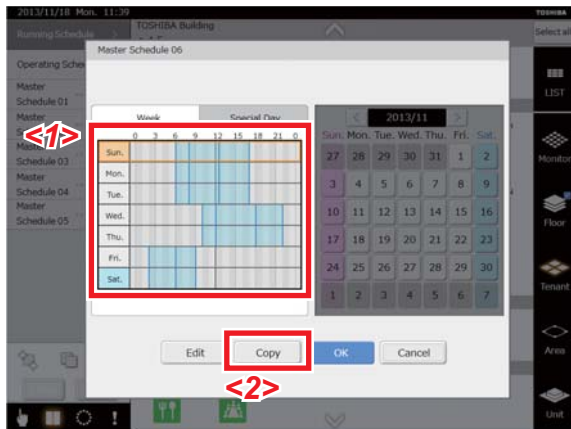 2013/11/18 Mon. 11:39
TOSHIBA
Running Schedule
TOSHIBA Building
Select all
Master Schedule 06
Operating Sche
Master
Schedule 01
Master
Schedule 03
Master
Schedule 04
Master
Schedule 05
<1>
Week
Special Day
0 3 6 9 12 15 18 21 0
Sun.
Mon.
Tue.
Wed.
Thu.
Fri.
Sat.
< 2013/11 >
Sun. Mon. Tue. Wed. Thu. Fri. Sat.
27 28 29 30 31 1 2
3 4 5 6 7 8 9
10 11 12 13 14 15 16
17 18 19 20 21 22 23
24 25 26 27 28 29 30
1 2 3 4 5 6 7
Edit
Copy
OK
Cancel
<2>
LIST
Monitor
Floor
Tenant
Area
Unit